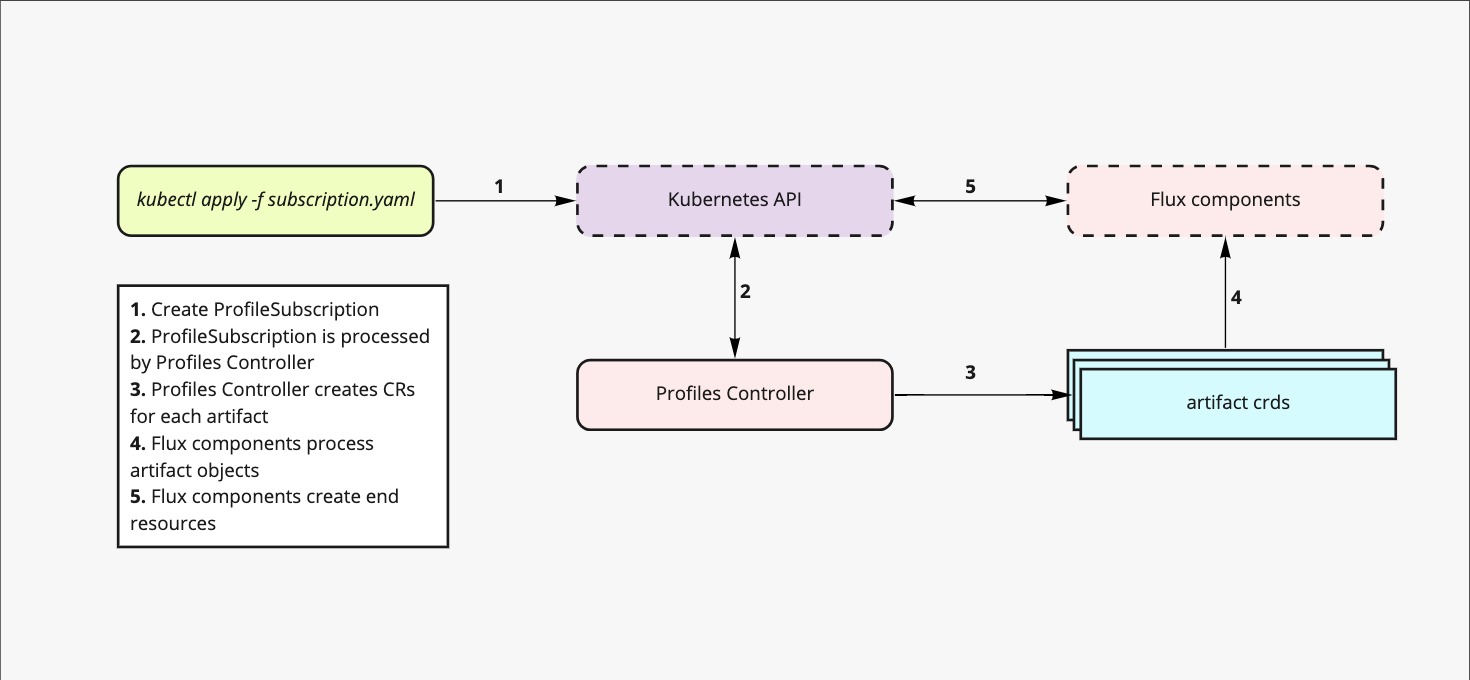 kubectl apply -f subscription.yaml
1
Kubernetes API
5
Flux components
2
4
Profiles Controller
3
artifact crds
1. Create ProfileSubscription
2. ProfileSubscription is processed
by Profiles Controller
3. Profiles Controller creates CRs
for each artifact
4. Flux components process
artifact objects
5. Flux components create end
resources